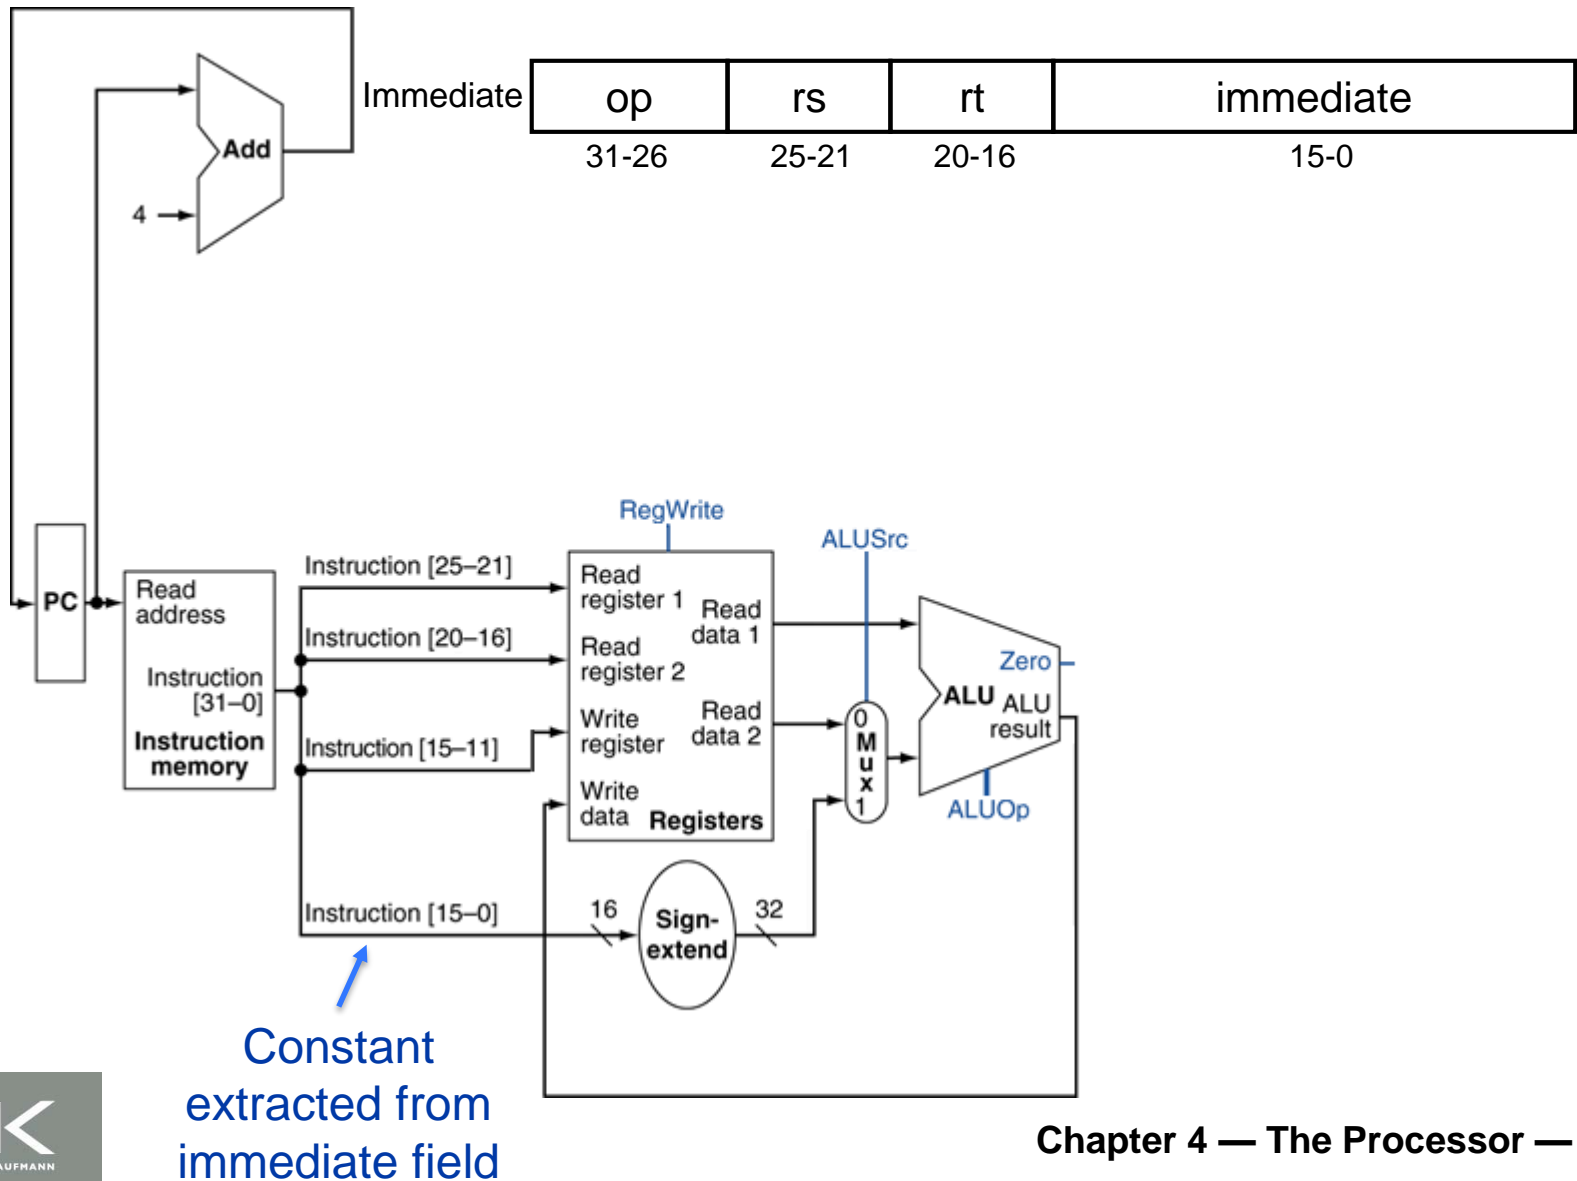 Immediate op rs rt immediate
31-26 25-21 20-16 15-0
Add
4
RegWrite
ALUSrc
PC
Read
address
Instruction
[31–0]
Instruction
memory
Instruction [25–21]
Instruction [20–16]
Instruction [15–11]
Instruction [15–0]
Read
register 1
Read
register 2
Write
register
Write
data
Read
data 1
Read
data 2
Registers
0
M
u
x
1
Zero
ALU
ALU
result
ALUOp
16
Sign-
extend
32
Constant
extracted from
immediate field
K
AUFMANN
Chapter 4 — The Processor —